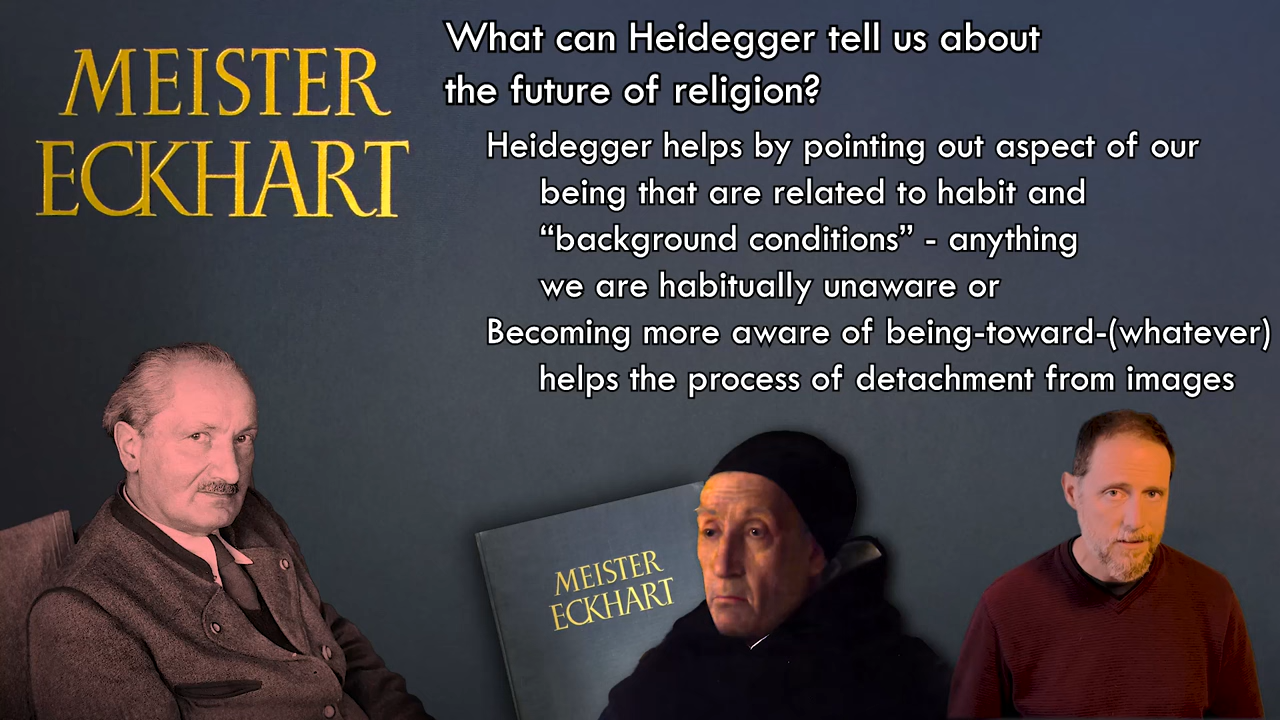 MEISTER
ECKHART
What can Heidegger tell us about
the future of religion?
Heidegger helps by pointing out aspect of our
being that are related to habit and
“background conditions” - anything
we are habitually unaware or
Becoming more aware of being-toward-(whatever)
helps the process of detachment from images
MEISTER
ECKHART